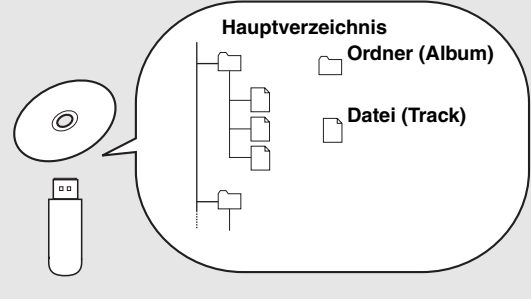 Hauptverzeichnis
Ordner (Album)
Datei (Track)